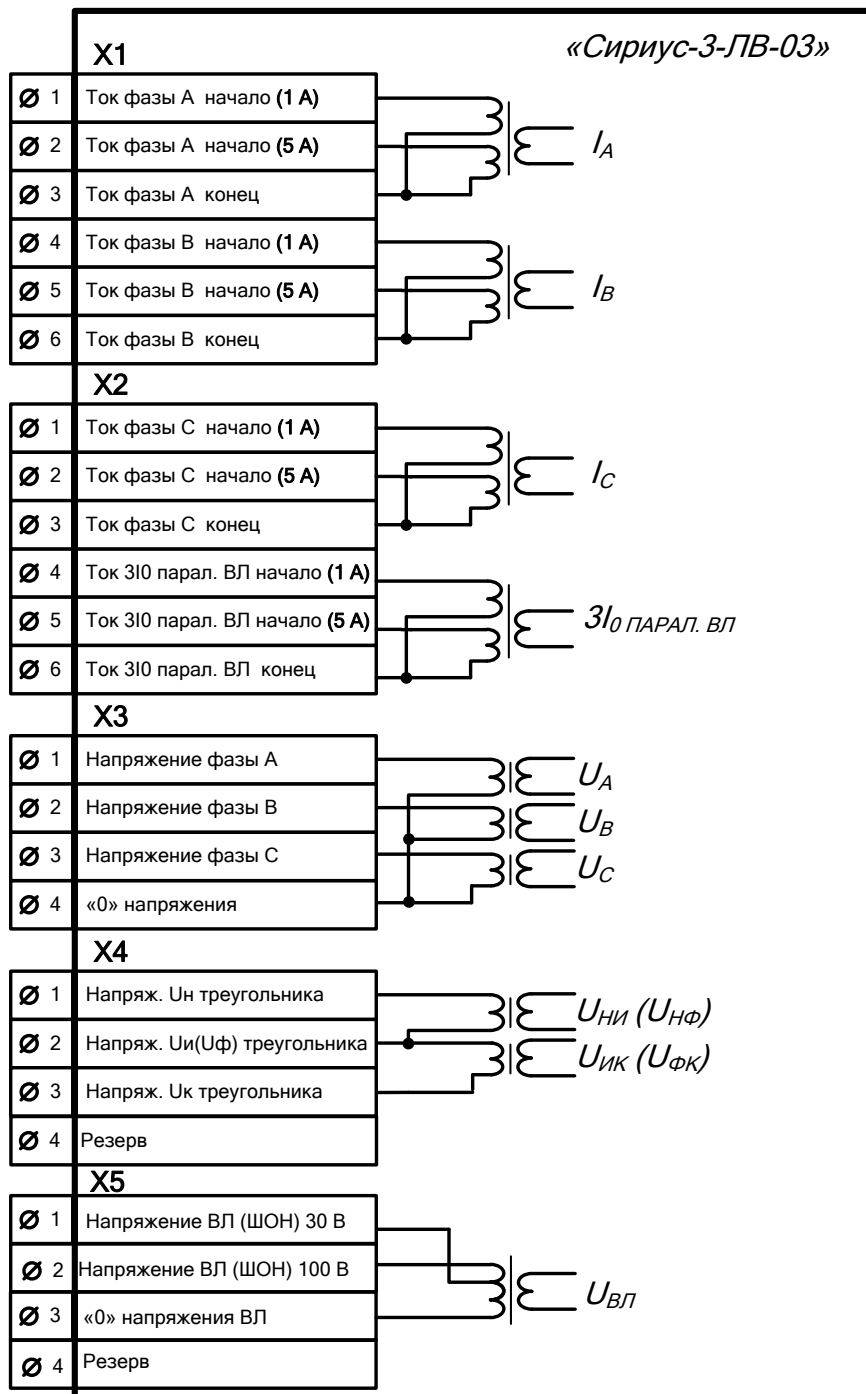 «Сириус-3-ЛВ-03»
X1
1 Ток фазы А начало (1 А)
2 Ток фазы А начало (5 А)
3 Ток фазы А конец
IA
4 Ток фазы В начало (1 А)
5 Ток фазы В начало (5 А)
6 Ток фазы В конец
IB
X2
1 Ток фазы С начало (1 А)
2 Ток фазы С начало (5 А)
3 Ток фазы С конец
IC
4 Ток 3I0 парал. ВЛ начало (1 А)
5 Ток 3I0 парал. ВЛ начало (5 А)
6 Ток 3I0 парал. ВЛ конец
3I0 ПАРАЛ. ВЛ
X3
1 Напряжение фазы А
UA
2 Напряжение фазы В
UB
3 Напряжение фазы С
UC
4 «0» напряжения
X4
1 Напряж. Uн треугольника
UНИ (UНФ)
2 Напряж. Uи(Uф) треугольника
UИК (UФК)
3 Напряж. Uк треугольника
4 Резерв
X5
1 Напряжение ВЛ (ШОН) 30 В
2 Напряжение ВЛ (ШОН) 100 В
UВЛ
3 «0» напряжения ВЛ
4 Резерв